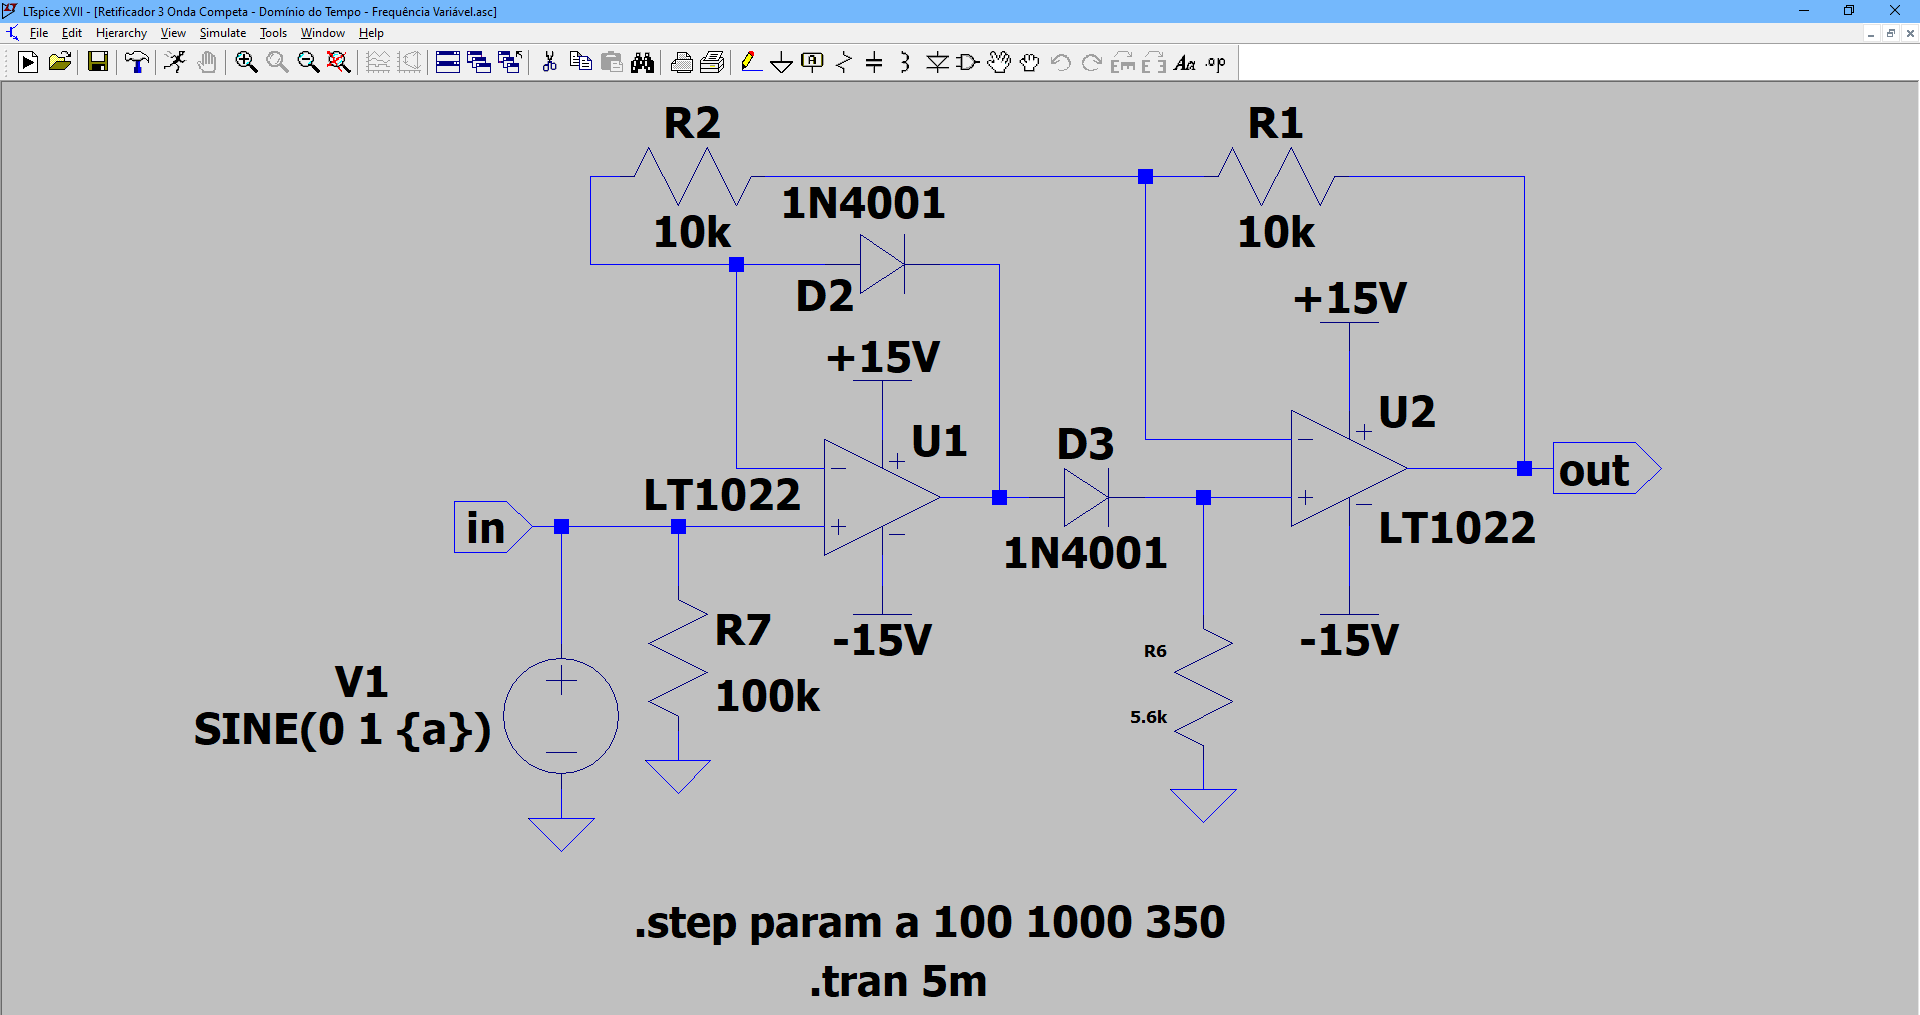 LTspice XVII - [Retificador 3 Onda Competa - Domínio do Tempo - Frequência Variável.asc]
File Edit Hierarchy View Simulate Tools Window Help
R2
R1
1N4001
10k
10k
D2
+15V
+15V
U2
U1
D3
LT1022
in
out
LT1022
1N4001
R7
-15V
-15V
R6
V1
100k
5.6k
SINE(0 1 {a})
.step param a 100 1000 350
.tran 5m